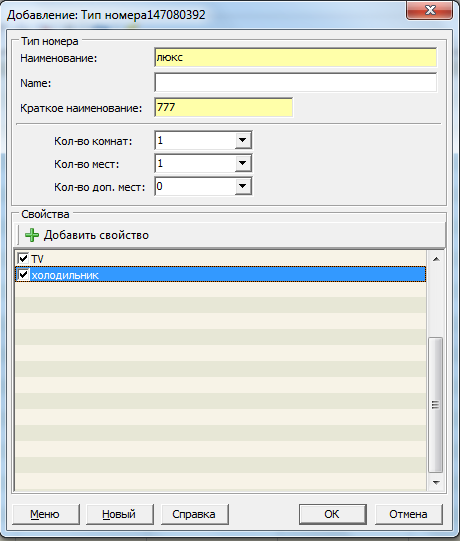 Добавление: Тип номера147080392
Тип номера
Наименование: люкс
Name:
Краткое наименование: 777
Кол-во комнат: 1
Кол-во мест: 1
Кол-во доп. мест: 0
Свойства
Добавить свойство
TV
холодильник
Меню Новый Справка ОК Отмена